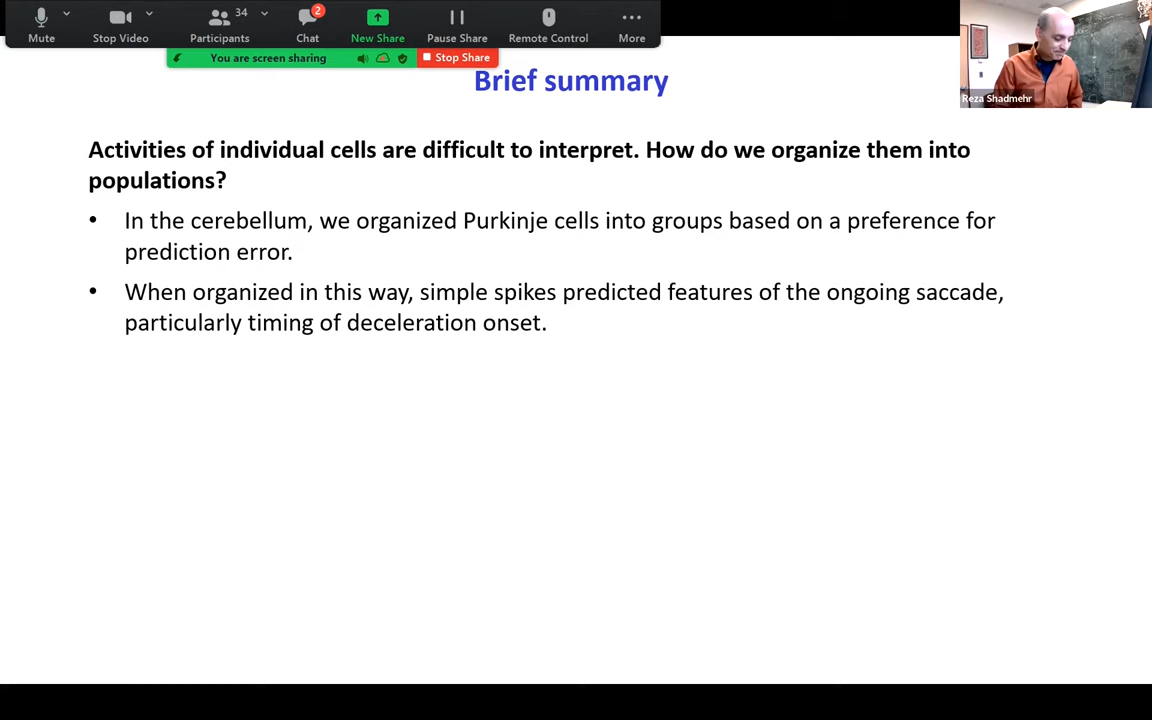 34
2
Mute
Stop Video
Participants
Chat
New Share
Pause Share
Remote Control
More
You are screen sharing
Stop Share
Reza Shadmehr
Brief summary
Activities of individual cells are difficult to interpret. How do we organize them into
populations?
• In the cerebellum, we organized Purkinje cells into groups based on a preference for
prediction error.
• When organized in this way, simple spikes predicted features of the ongoing saccade,
particularly timing of deceleration onset.